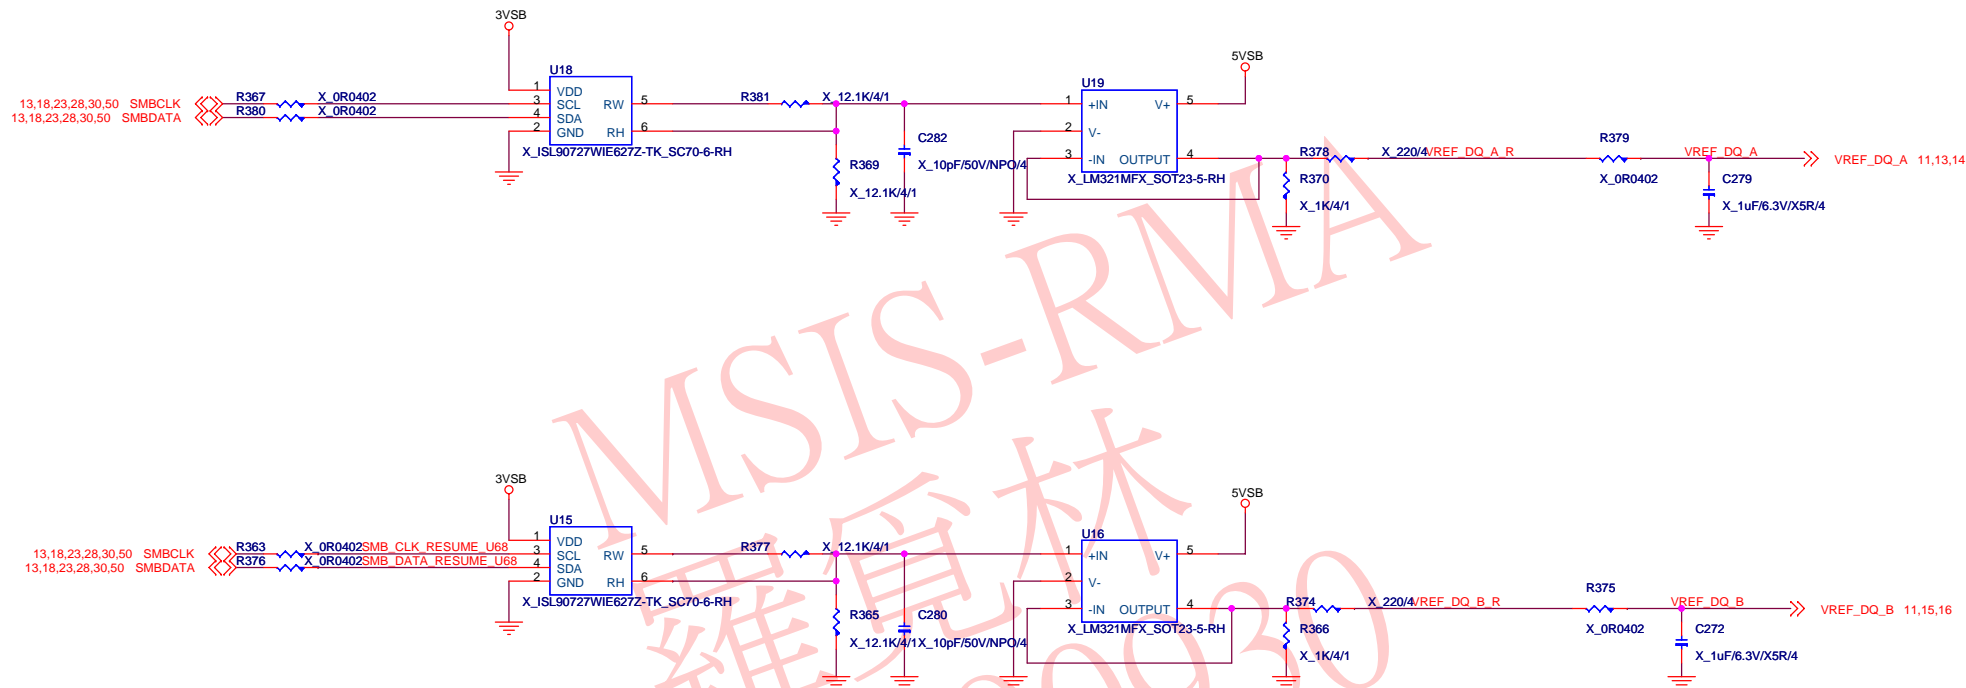 3VSB
U18
13,18,23,28,30,50 SMBCLK
13,18,23,28,30,50 SMBDATA
R367
X_0R0402
R380
X_0R0402
1 VDD
3 SCL
4 SDA
2 GND
RW 5
RH 6
X_ISL90727WIE627Z-TK_SC70-6-RH
R381
X_12.1K/4/1
R369
X_12.1K/4/1
C282
X_10pF/50V/NPO/4
5VSB
U19
1 +IN
2 V-
3 -IN
V+ 5
OUTPUT 4
X_LM321MFX_SOT23-5-RH
R378
X_220/4
VREF_DQ_A_R
R370
X_1K/4/1
R379
X_0R0402
VREF_DQ_A
C279
X_1uF/6.3V/X5R/4
VREF_DQ_A 11,13,14
MSIS-RMA
羅覓林
0930
3VSB
U15
13,18,23,28,30,50 SMBCLK
13,18,23,28,30,50 SMBDATA
R363
X_0R0402
SMB_CLK_RESUME_U68
R376
X_0R0402
SMB_DATA_RESUME_U68
1 VDD
3 SCL
4 SDA
2 GND
RW 5
RH 6
X_ISL90727WIE627Z-TK_SC70-6-RH
R377
X_12.1K/4/1
R365
X_12.1K/4/1
C280
X_10pF/50V/NPO/4
5VSB
U16
1 +IN
2 V-
3 -IN
V+ 5
OUTPUT 4
X_LM321MFX_SOT23-5-RH
R374
X_220/4
VREF_DQ_B_R
R366
X_1K/4/1
R375
X_0R0402
VREF_DQ_B
C272
X_1uF/6.3V/X5R/4
VREF_DQ_B 11,15,16